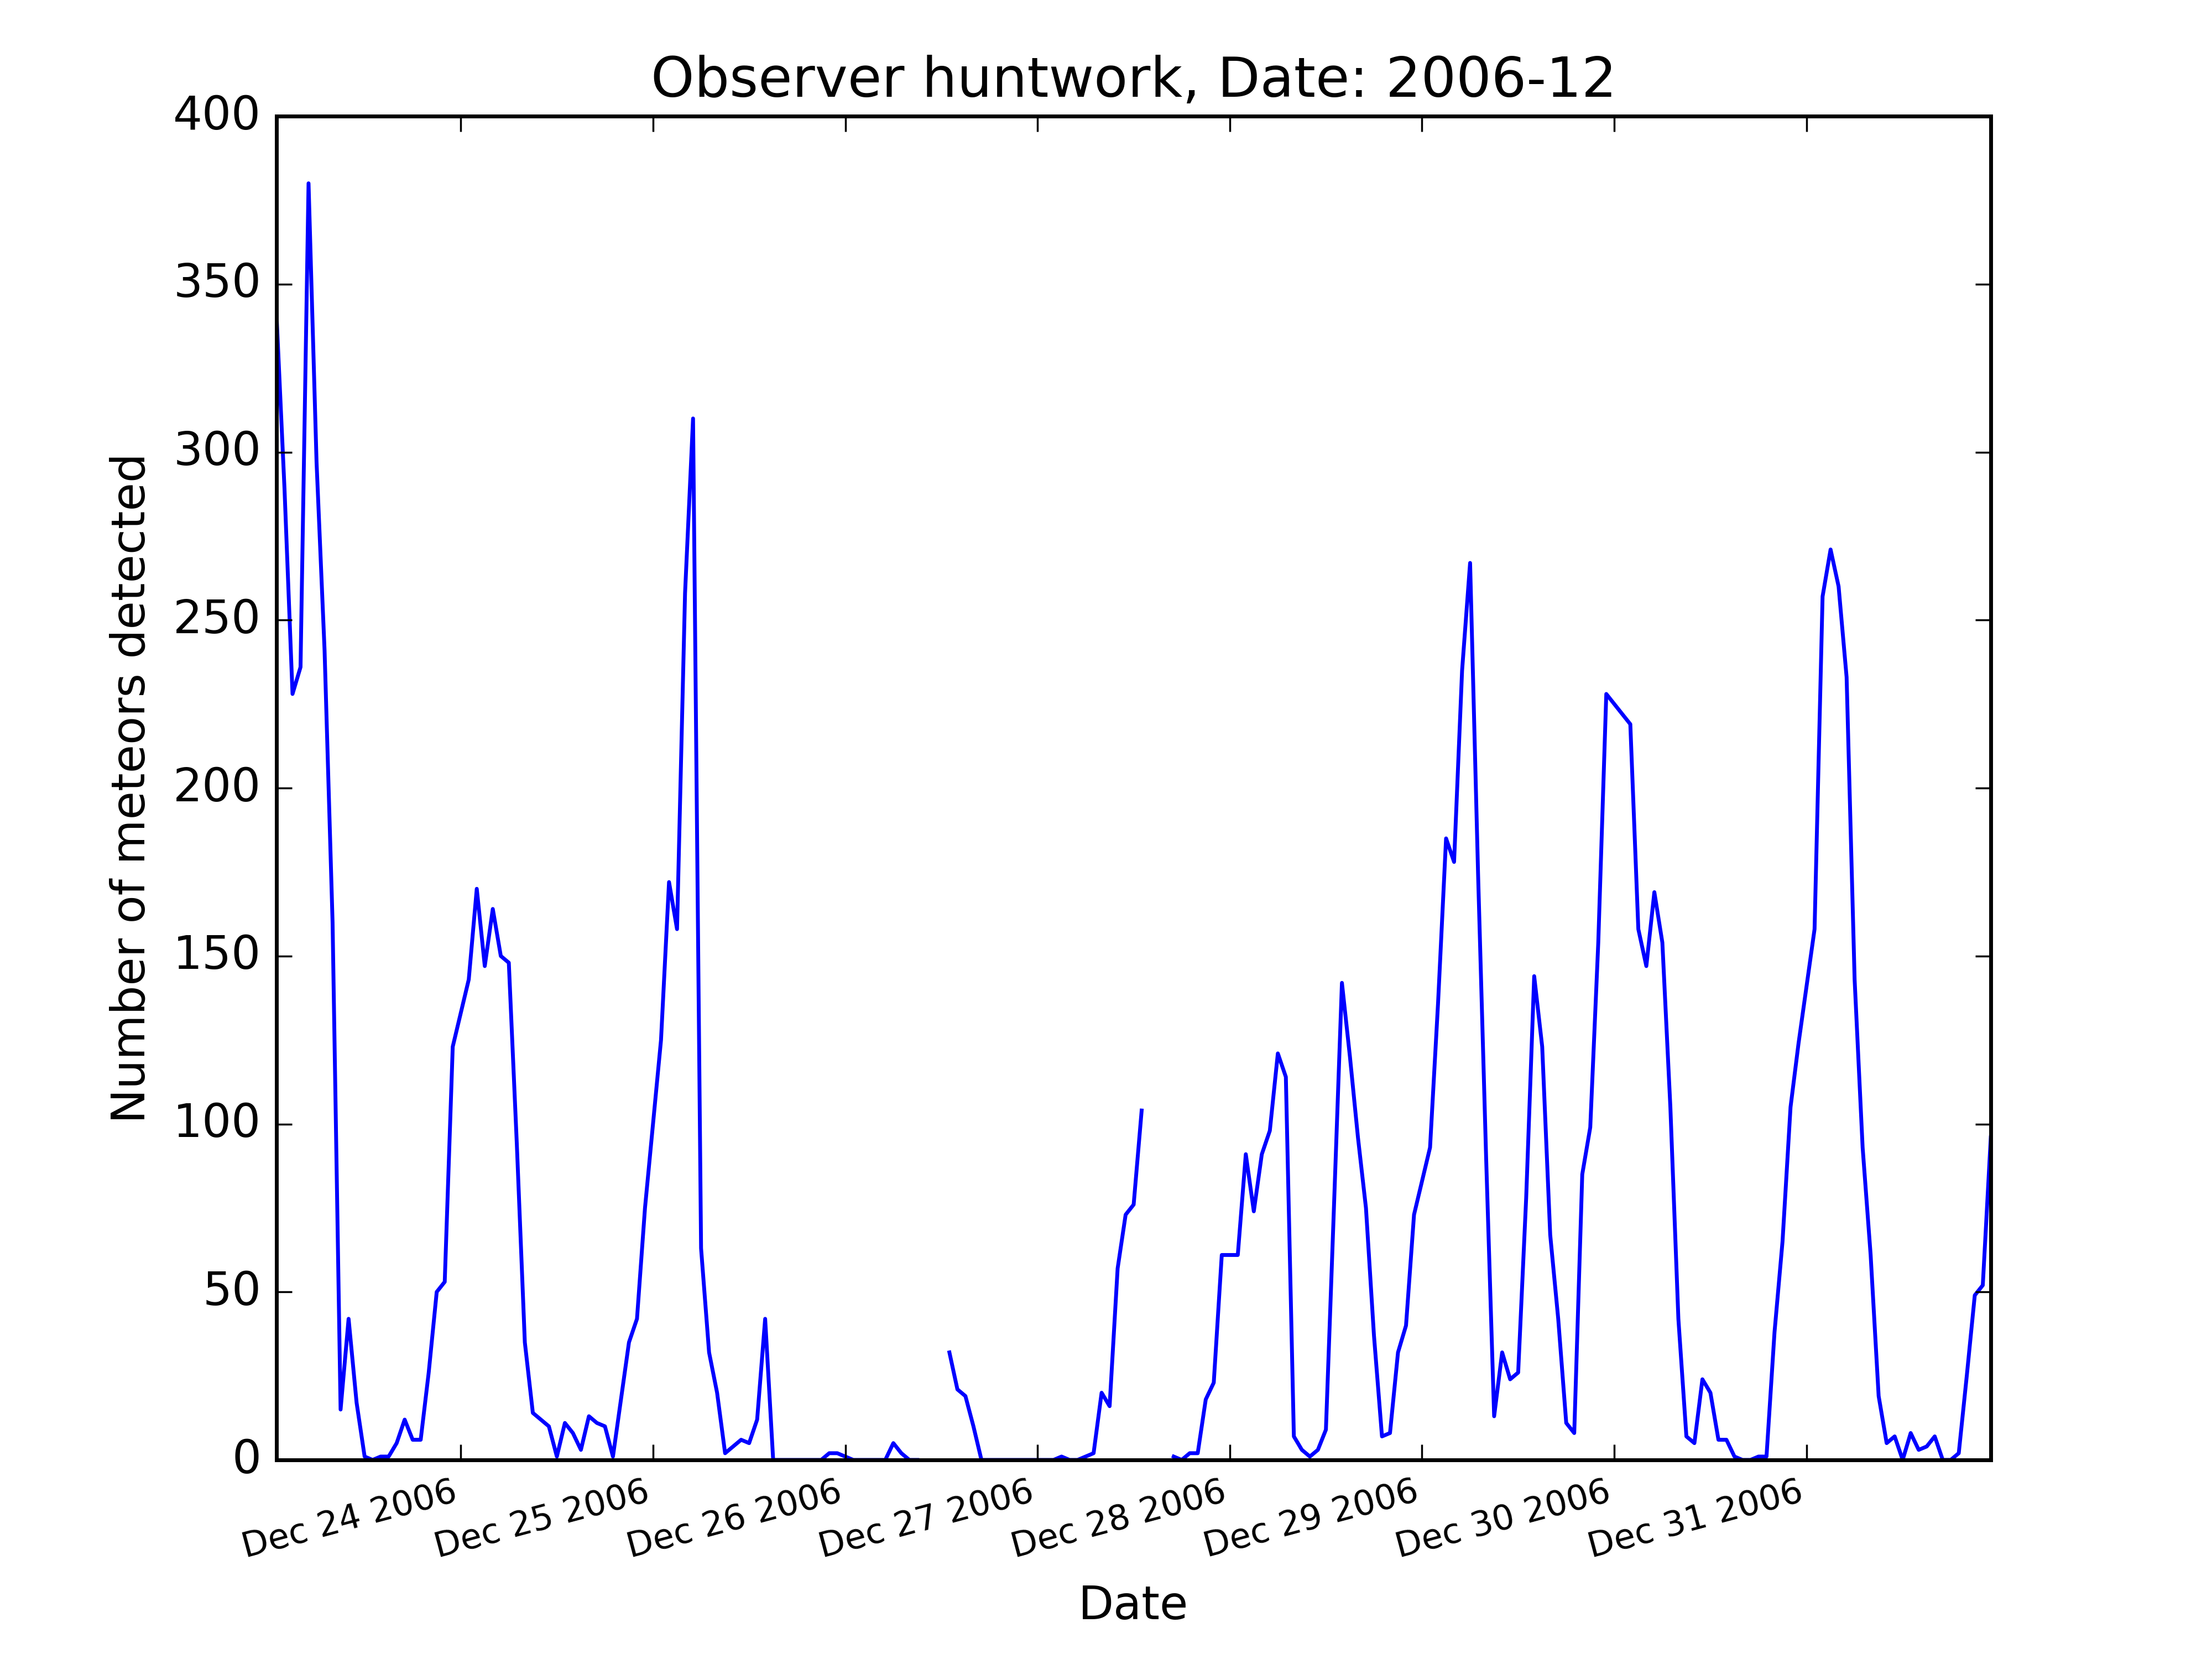 Observer huntwork, Date: 2006-12
400
350
300
250
200
150
100
50
0
Number of meteors detected
Dec 24 2006
Dec 25 2006
Dec 26 2006
Dec 27 2006
Dec 28 2006
Dec 29 2006
Dec 30 2006
Dec 31 2006
Date